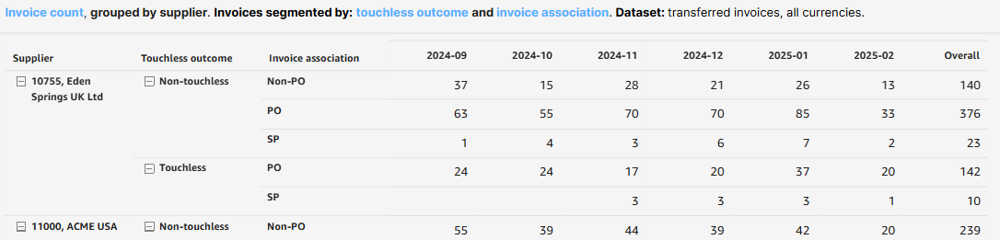 Invoice count, grouped by supplier. Invoices segmented by: touchless outcome and invoice association. Dataset: transferred invoices, all currencies.
Supplier Touchless outcome Invoice association 2024-09 2024-10 2024-11 2024-12 2025-01 2025-02 Overall
10755, Eden Springs UK Ltd Non-touchless Non-PO 37 15 28 21 26 13 140
PO 63 55 70 70 85 33 376
SP 1 4 3 6 7 2 23
Touchless PO 24 24 17 20 37 20 142
SP 3 3 3 1 10
11000, ACME USA Non-touchless Non-PO 55 39 44 39 42 20 239